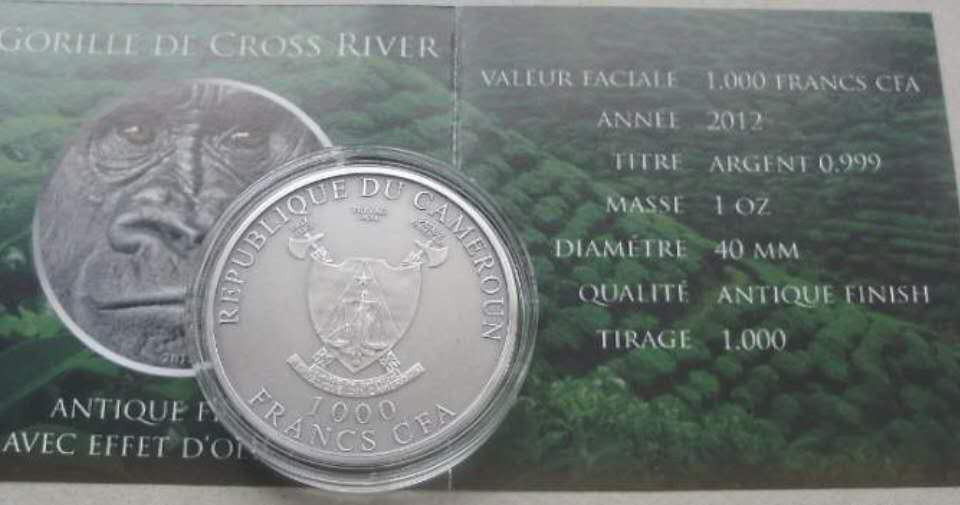 GORILLE DE CROSS RIVER
ANTIQUE
AVEC EFFET
REPUBLIQUE DU CAMEROUN
1000
FRANCS CFA
VALEUR FACIALE 1.000 FRANCS CFA
ANNÉE 2012
TITRE ARGENT 0.999
MASSE 1 OZ
DIAMÉTRE 40 MM
QUALITÉ ANTIQUE FINISH
TIRAGE 1.000